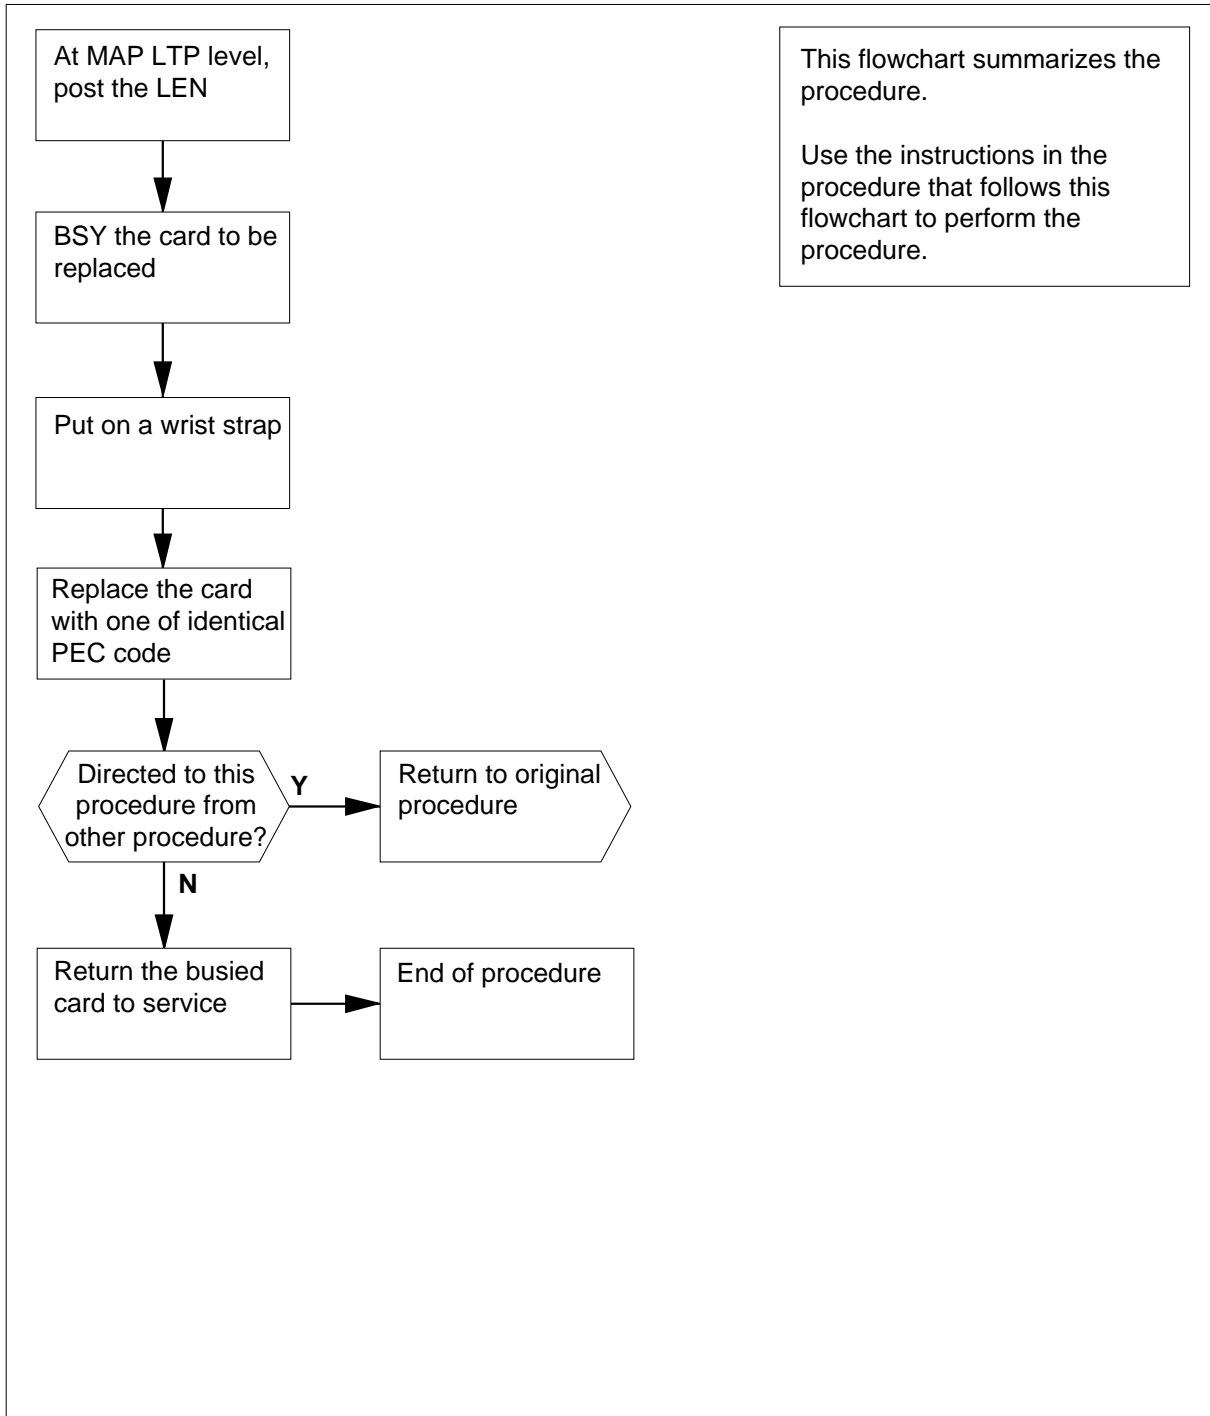 At MAP LTP level,
post the LEN
This flowchart summarizes the
procedure.
Use the instructions in the
procedure that follows this
flowchart to perform the
procedure.
BSY the card to be
replaced
Put on a wrist strap
Replace the card
with one of identical
PEC code
Directed to this
procedure from
other procedure?
Y
Return to original
procedure
N
Return the busied
card to service
End of procedure